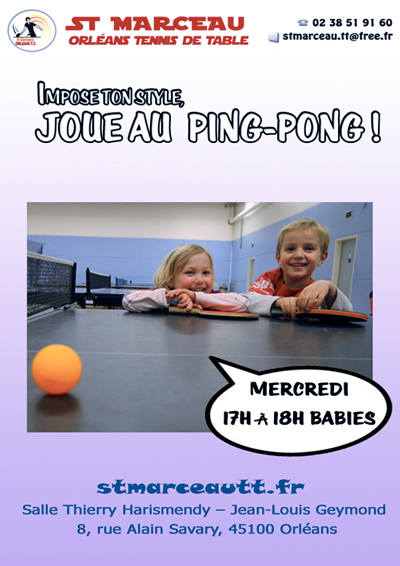 ST MARCEAU
ORLÉANS TENNIS DE TABLE
02 38 51 91 60
stmarceau.tt@free.fr
IMPOSE TON STYLE,
JOUE AU PING-PONG !
MERCREDI
17H À 18H BABIES
stmarceautt.fr
Salle Thierry Harismendy – Jean-Louis Geymond
8, rue Alain Savary, 45100 Orléans